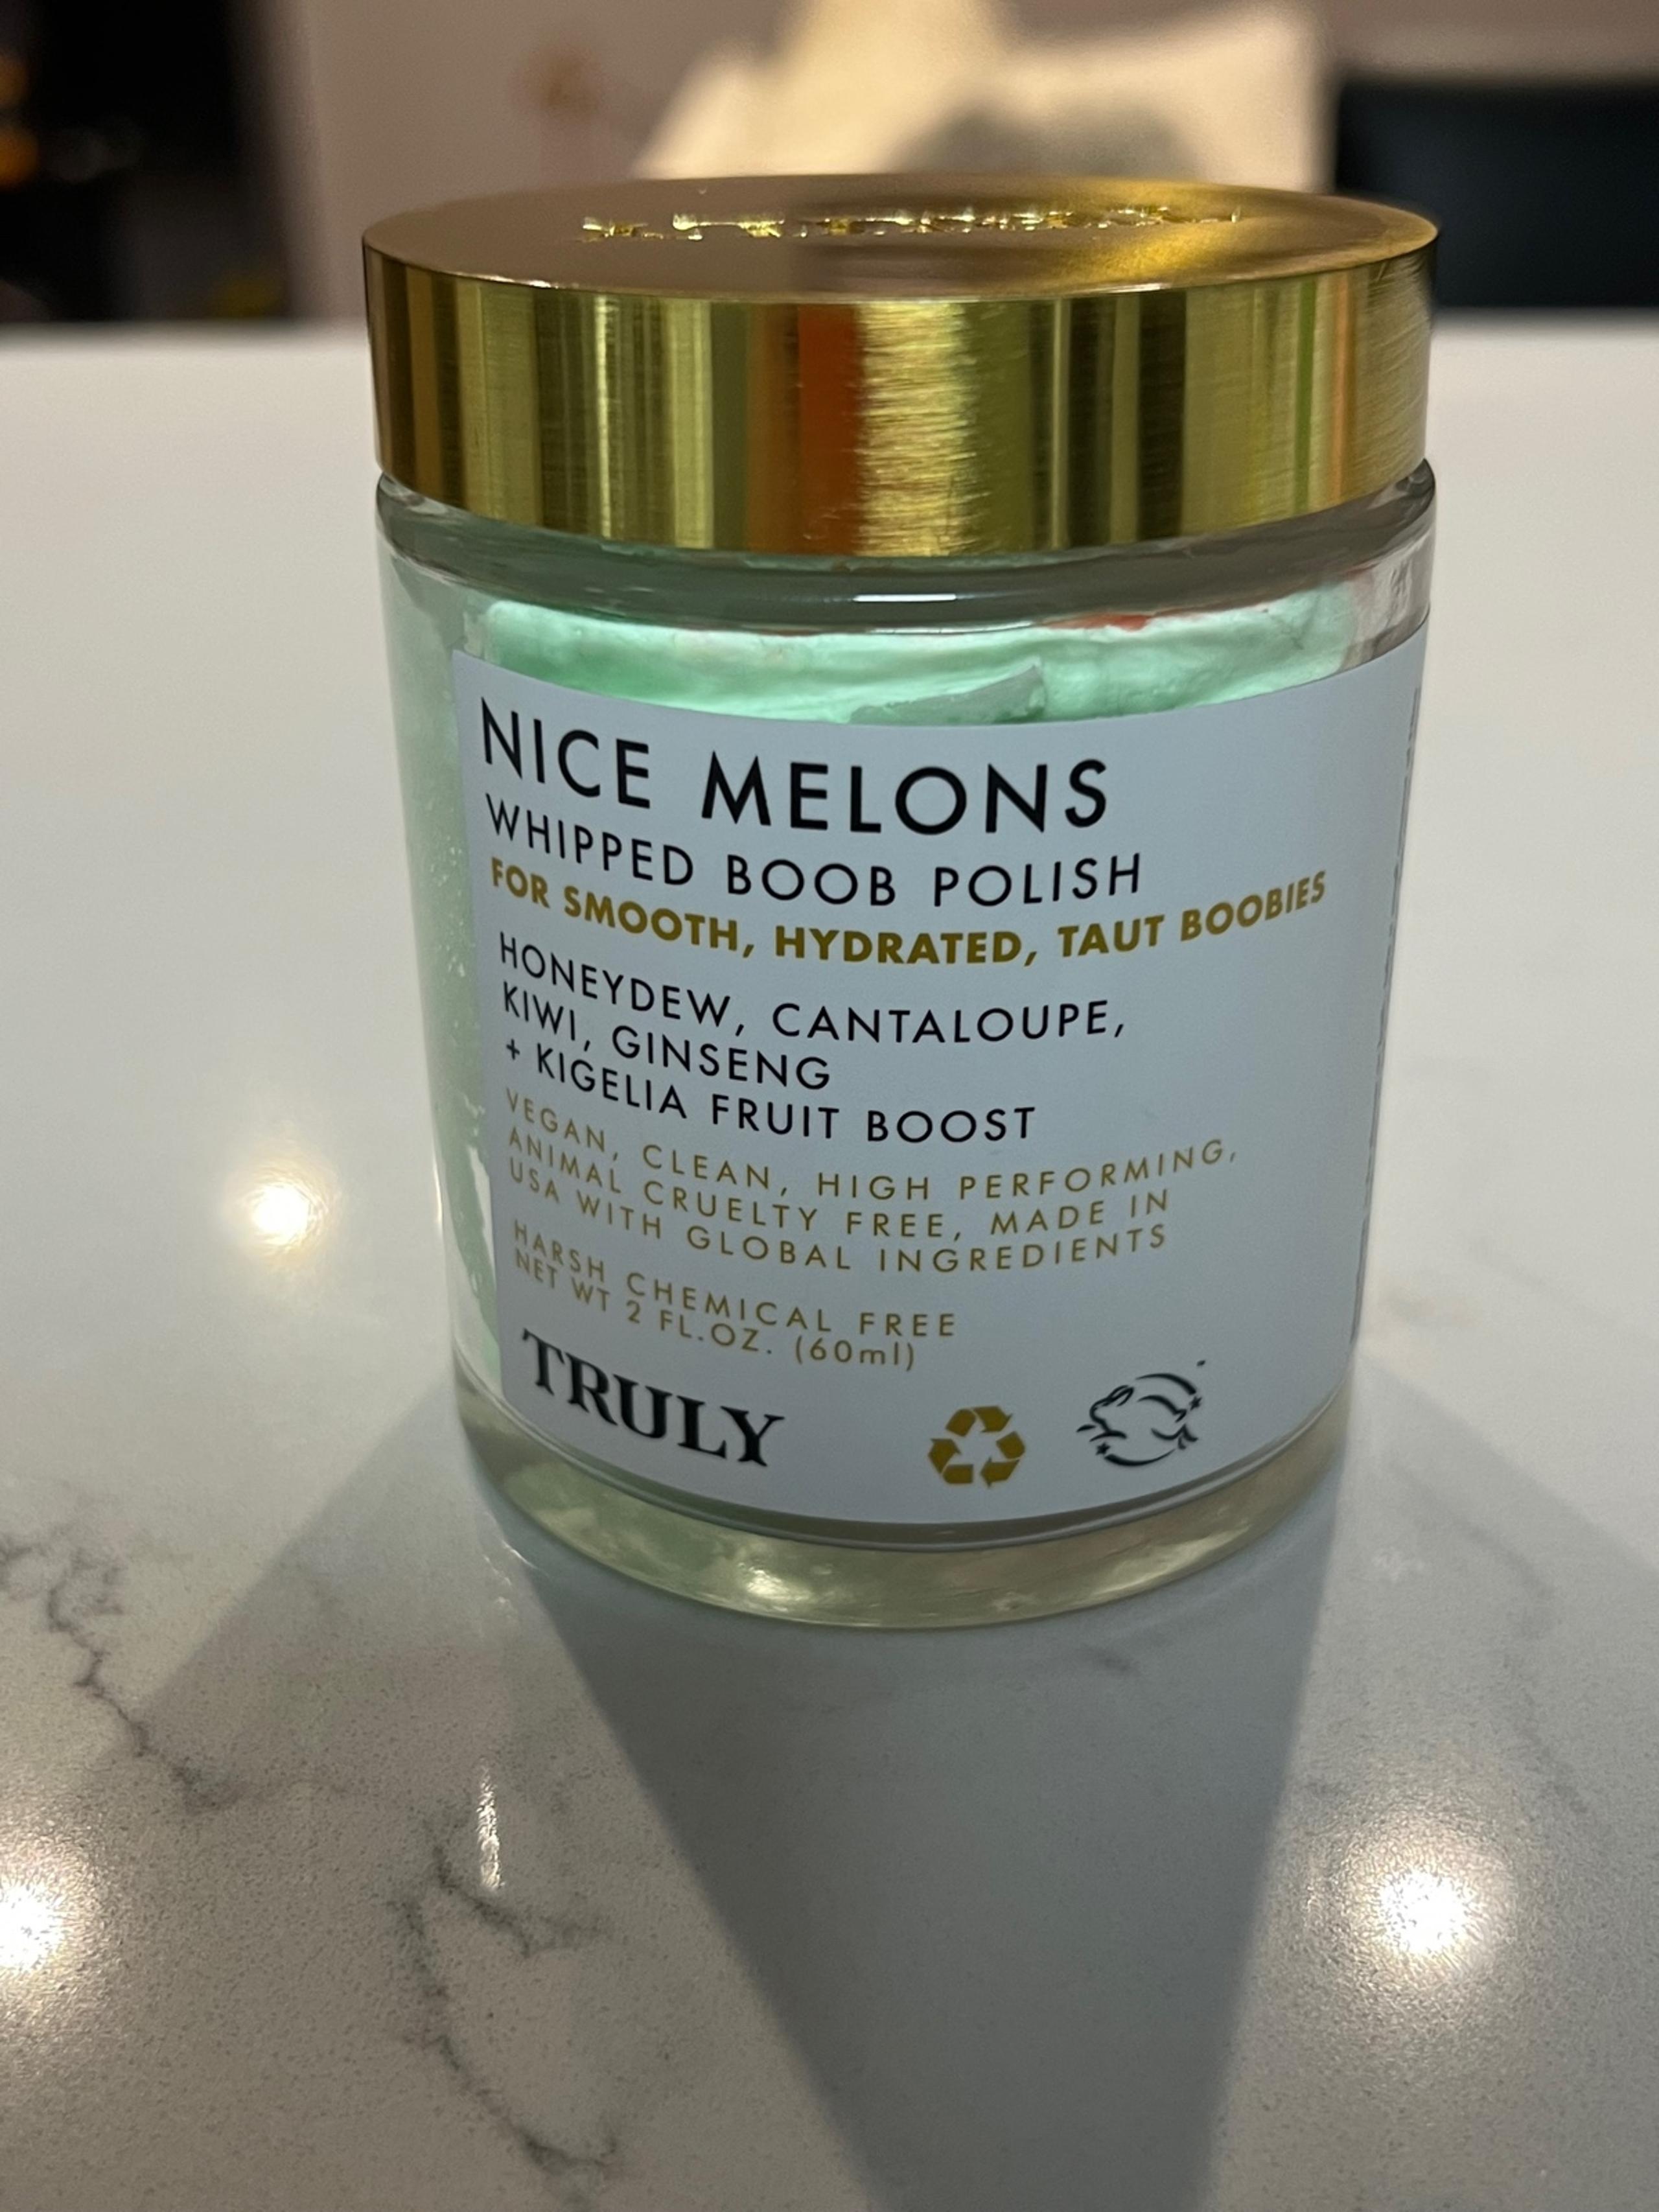 NICE MELONS
WHIPPED BOOB POLISH
FOR SMOOTH, HYDRATED, TAUT BOOBIES
HONEYDEW, CANTALOUPE,
KIWI, GINSENG
+ KIGELIA FRUIT BOOST
VEGAN, CLEAN, HIGH PERFORMING,
ANIMAL CRUELTY FREE, MADE IN
USA WITH GLOBAL INGREDIENTS
HARSH CHEMICAL FREE
NET WT 2 FL.OZ. (60ml)
TRULY